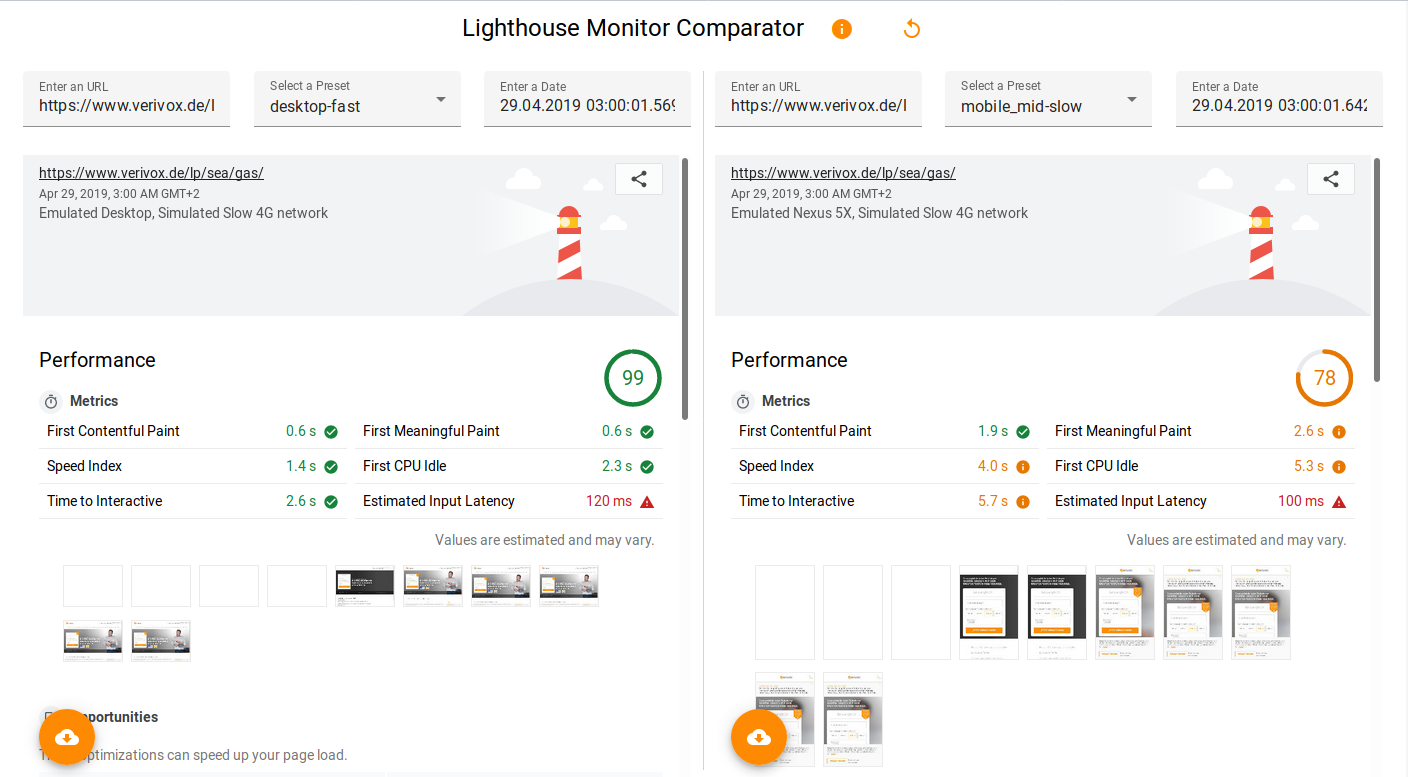 Lighthouse Monitor Comparator
Enter an URL
https://www.verivox.de/l
Select a Preset
desktop-fast
Enter a Date
29.04.2019 03:00:01.569
Enter an URL
https://www.verivox.de/l
Select a Preset
mobile_mid-slow
Enter a Date
29.04.2019 03:00:01.642
https://www.verivox.de/lp/sea/gas/
Apr 29, 2019, 3:00 AM GMT+2
Emulated Desktop, Simulated Slow 4G network
Performance
99
Metrics
First Contentful Paint 0.6 s
First Meaningful Paint 0.6 s
Speed Index 1.4 s
First CPU Idle 2.3 s
Time to Interactive 2.6 s
Estimated Input Latency 120 ms
Values are estimated and may vary.
pportunities
optimizations can speed up your page load.
https://www.verivox.de/lp/sea/gas/
Apr 29, 2019, 3:00 AM GMT+2
Emulated Nexus 5X, Simulated Slow 4G network
Performance
78
Metrics
First Contentful Paint 1.9 s
First Meaningful Paint 2.6 s
Speed Index 4.0 s
First CPU Idle 5.3 s
Time to Interactive 5.7 s
Estimated Input Latency 100 ms
Values are estimated and may vary.